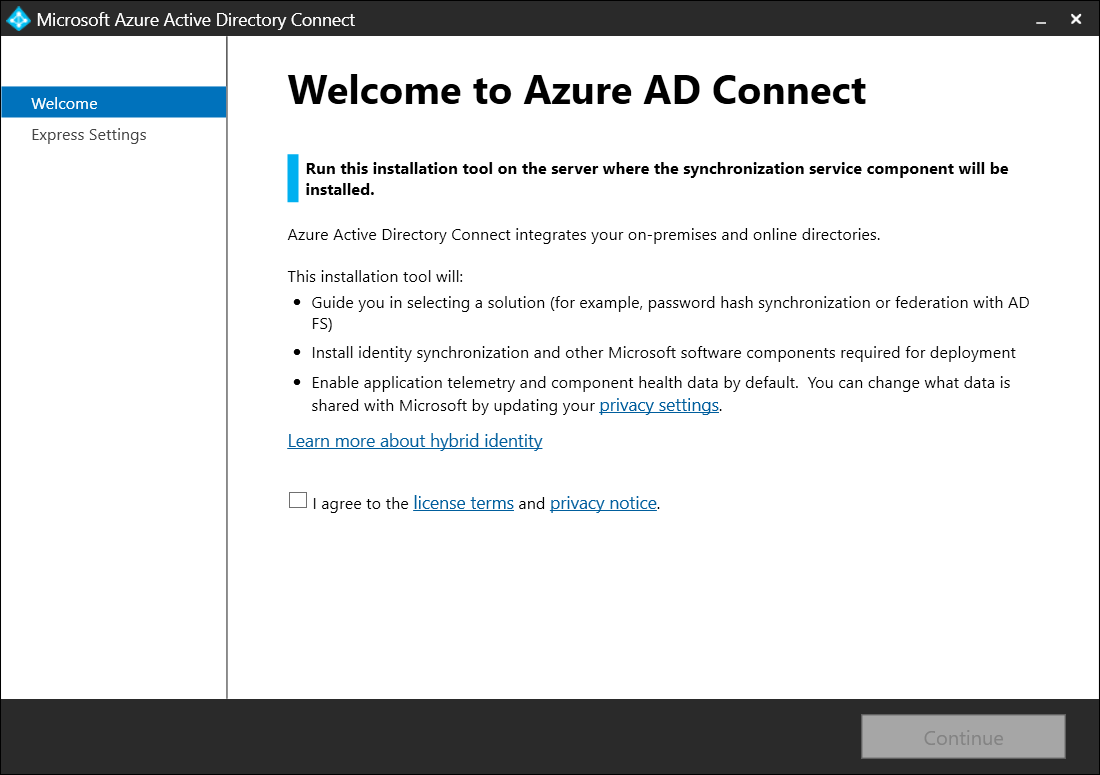 Microsoft Azure Active Directory Connect
Welcome
Express Settings
Welcome to Azure AD Connect
Run this installation tool on the server where the synchronization service component will be
installed.
Azure Active Directory Connect integrates your on-premises and online directories.
This installation tool will:
• Guide you in selecting a solution (for example, password hash synchronization or federation with AD
FS)
• Install identity synchronization and other Microsoft software components required for deployment
• Enable application telemetry and component health data by default.  You can change what data is
shared with Microsoft by updating your privacy settings.
Learn more about hybrid identity
I agree to the license terms and privacy notice.
Continue